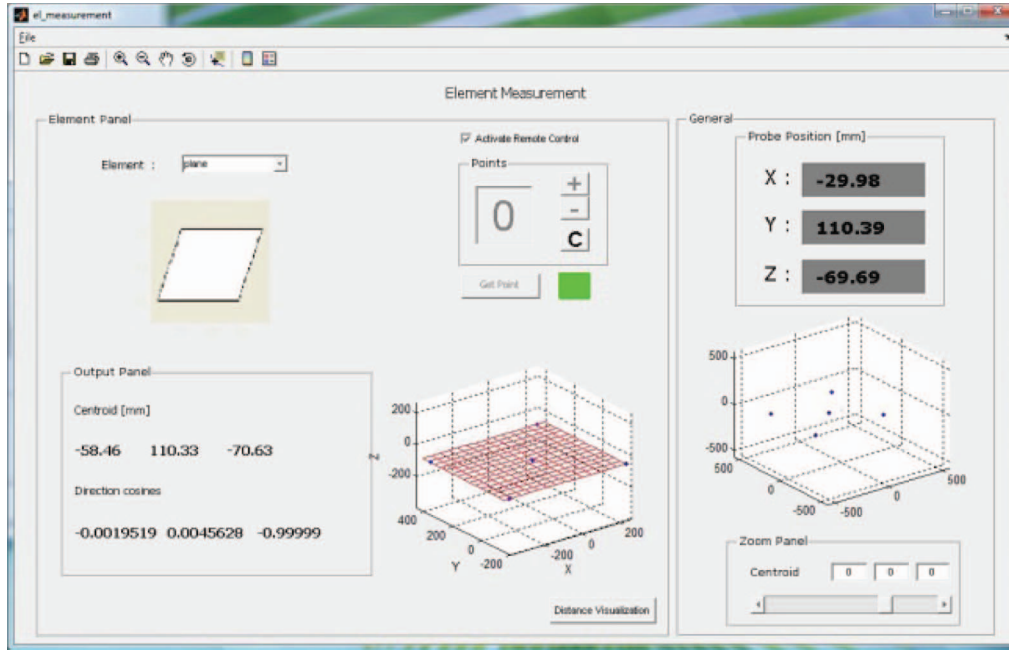 el_measurement
File
Element Measurement
Element Panel
Element :
plane
Activate Remote Control
Points
0
+
-
C
Get Point
Output Panel
Centroid [mm]
-58.46 110.33 -70.63
Direction cosines
-0.0019519 0.0045628 -0.99999
200
0
-200
Z
400
200
0
-200
Y
-200
0
200
X
Distance Visualization
General
Probe Position [mm]
X : -29.98
Y : 110.39
Z : -69.69
500
0
-500
500
0
-500
-500
0
500
Zoom Panel
Centroid 0 0 0